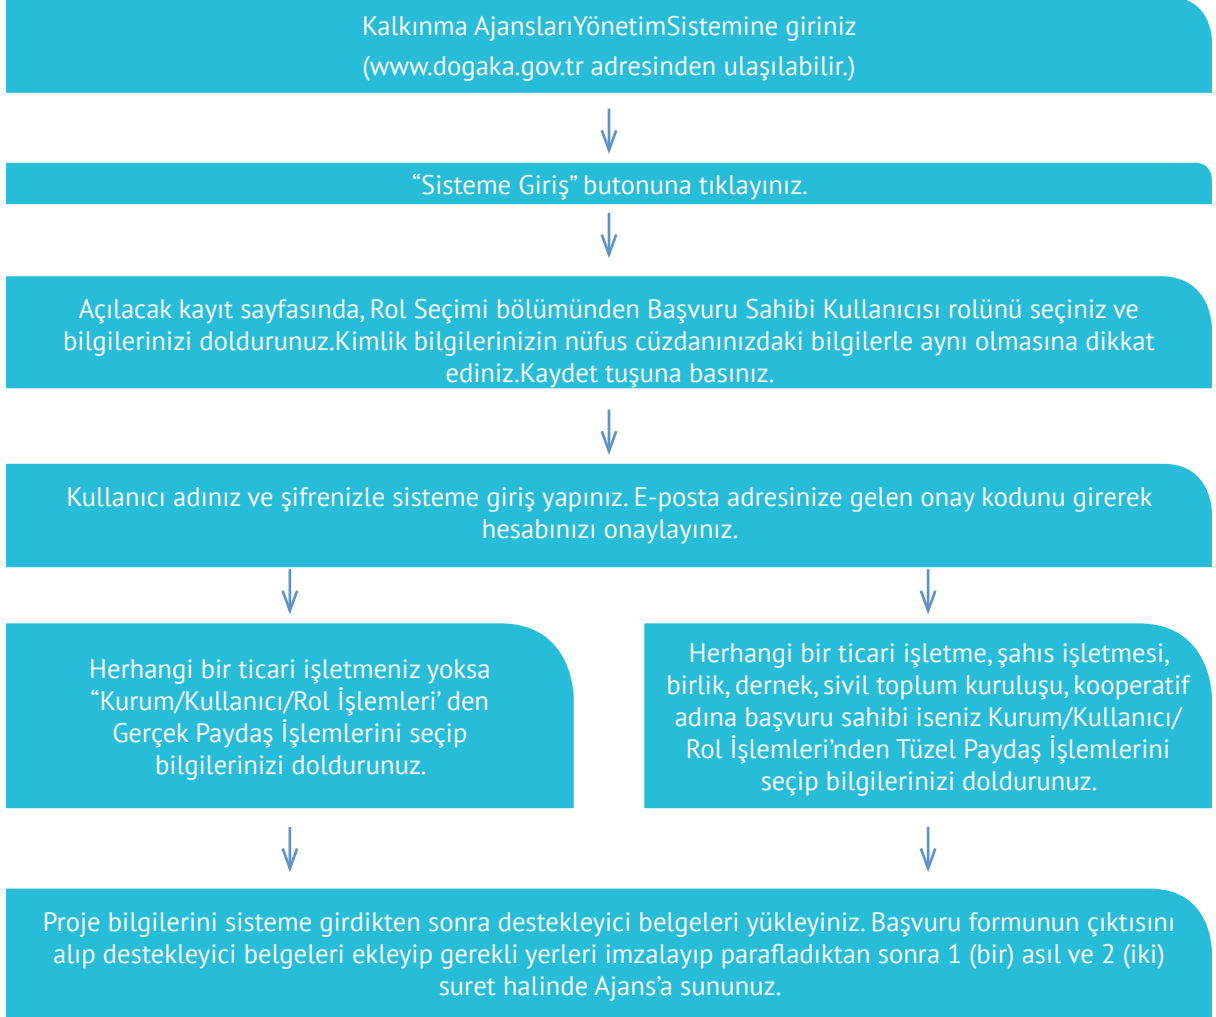 Kalkınma AjanslarıYönetimSistemine giriniz
(www.dogaka.gov.tr adresinden ulaşılabilir.)
“Sisteme Giriş” butonuna tıklayınız.
Açılacak kayıt sayfasında, Rol Seçimi bölümünden Başvuru Sahibi Kullanıcısı rolünü seçiniz ve
bilgilerinizi doldurunuz.Kimlik bilgilerinizin nüfus cüzdanınızdaki bilgilerle aynı olmasına dikkat
ediniz.Kaydet tuşuna basınız.
Kullanıcı adınız ve şifrenizle sisteme giriş yapınız. E-posta adresinize gelen onay kodunu girerek
hesabınızı onaylayınız.
Herhangi bir ticari işletmeniz yoksa
“Kurum/Kullanıcı/Rol İşlemleri’ den
Gerçek Paydaş İşlemlerini seçip
bilgilerinizi doldurunuz.
Herhangi bir ticari işletme, şahıs işletmesi,
birlik, dernek, sivil toplum kuruluşu, kooperatif
adına başvuru sahibi iseniz Kurum/Kullanıcı/
Rol İşlemleri’nden Tüzel Paydaş İşlemlerini
seçip bilgilerinizi doldurunuz.
Proje bilgilerini sisteme girdikten sonra destekleyici belgeleri yükleyiniz. Başvuru formunun çıktısını
alıp destekleyici belgeleri ekleyip gerekli yerleri imzalayıp parafladıktan sonra 1 (bir) asıl ve 2 (iki)
suret halinde Ajans’a sununuz.